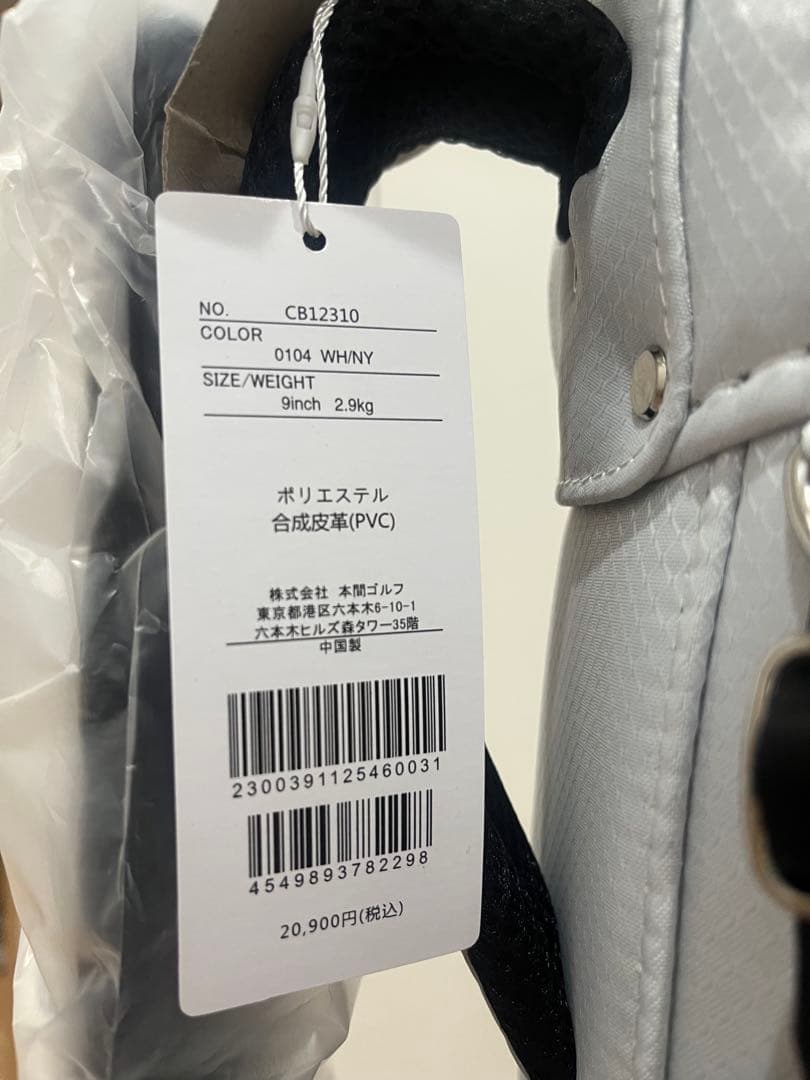 NO. CB12310
COLOR
0104 WH/NY
SIZE/WEIGHT
9inch 2.9kg
ポリエステル
合成皮革(PVC)
株式会社 本間ゴルフ
東京都港区六本木6-10-1
六本木ヒルズ森タワー35階
中国製
2300391125460031
4549893782298
20,900円(税込)